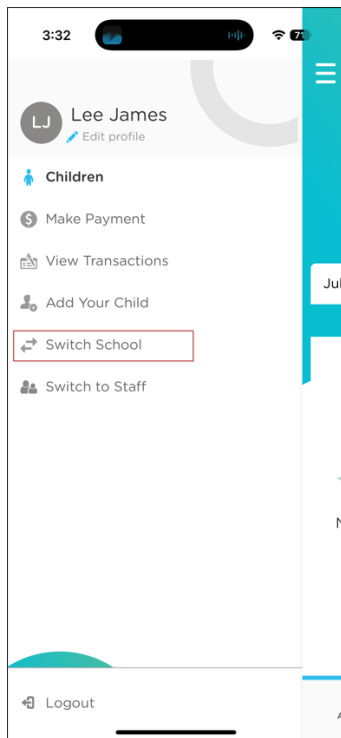 3:32
71
LJ
Lee James
Edit profile
Children
Make Payment
View Transactions
Add Your Child
Switch School
Switch to Staff
Logout
Jul